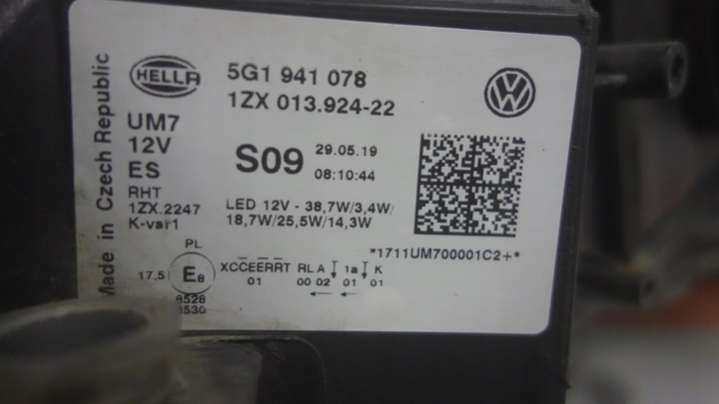 Made in Czech Republic
HELLA
5G1 941 078
1ZX 013.924-22
UM7
12V
ES
RHT
1ZX.2247
K-var1
S09
29.05.19
08:10:44
LED 12V - 38,7W/3,4W/
18,7W/25,5W/14,3W
*1711UM700001C2+*
PL
17.5
E8
XCCEERRT RL A 1a K
01 00 02 01 01
8528
8530